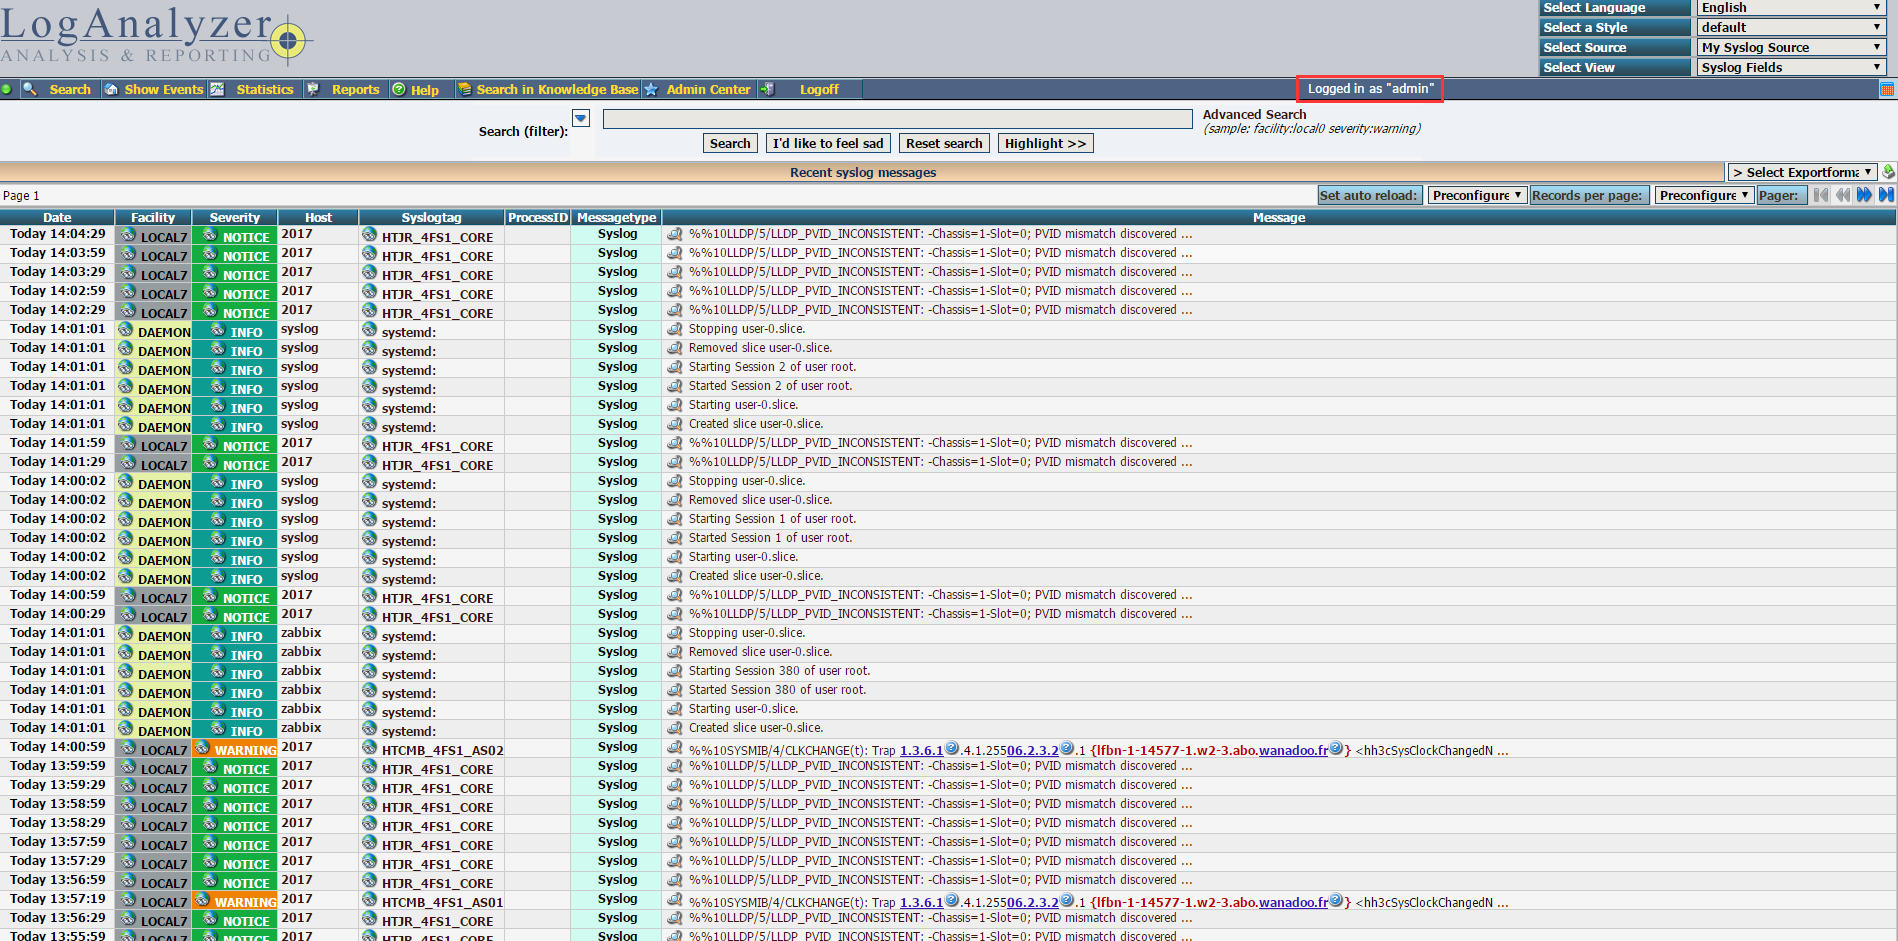 LogAnalyzer
ANALYSIS & REPORTING
Select Language English
Select a Style default
Select Source My Syslog Source
Select View Syslog Fields
Search Show Events Statistics Reports Help Search in Knowledge Base Admin Center Logoff Logged in as "admin"
Search (filter): Advanced Search
(sample: facility:local0 severity:warning)
Search I'd like to feel sad Reset search Highlight >>
Recent syslog messages > Select Exportforma
Page 1 Set auto reload: Preconfigure Records per page: Preconfigure Pager:
Date Facility Severity Host Syslogtag ProcessID Messagetype Message
Today 14:04:29 LOCAL7 NOTICE 2017 HTJR_4FS1_CORE Syslog %%10LLDP/5/LLDP_PVID_INCONSISTENT: -Chassis=1-Slot=0; PVID mismatch discovered ...
Today 14:03:59 LOCAL7 NOTICE 2017 HTJR_4FS1_CORE Syslog %%10LLDP/5/LLDP_PVID_INCONSISTENT: -Chassis=1-Slot=0; PVID mismatch discovered ...
Today 14:03:29 LOCAL7 NOTICE 2017 HTJR_4FS1_CORE Syslog %%10LLDP/5/LLDP_PVID_INCONSISTENT: -Chassis=1-Slot=0; PVID mismatch discovered ...
Today 14:02:59 LOCAL7 NOTICE 2017 HTJR_4FS1_CORE Syslog %%10LLDP/5/LLDP_PVID_INCONSISTENT: -Chassis=1-Slot=0; PVID mismatch discovered ...
Today 14:02:29 LOCAL7 NOTICE 2017 HTJR_4FS1_CORE Syslog %%10LLDP/5/LLDP_PVID_INCONSISTENT: -Chassis=1-Slot=0; PVID mismatch discovered ...
Today 14:01:01 DAEMON INFO syslog systemd: Syslog Stopping user-0.slice.
Today 14:01:01 DAEMON INFO syslog systemd: Syslog Removed slice user-0.slice.
Today 14:01:01 DAEMON INFO syslog systemd: Syslog Starting Session 2 of user root.
Today 14:01:01 DAEMON INFO syslog systemd: Syslog Started Session 2 of user root.
Today 14:01:01 DAEMON INFO syslog systemd: Syslog Starting user-0.slice.
Today 14:01:01 DAEMON INFO syslog systemd: Syslog Created slice user-0.slice.
Today 14:01:59 LOCAL7 NOTICE 2017 HTJR_4FS1_CORE Syslog %%10LLDP/5/LLDP_PVID_INCONSISTENT: -Chassis=1-Slot=0; PVID mismatch discovered ...
Today 14:01:29 LOCAL7 NOTICE 2017 HTJR_4FS1_CORE Syslog %%10LLDP/5/LLDP_PVID_INCONSISTENT: -Chassis=1-Slot=0; PVID mismatch discovered ...
Today 14:00:02 DAEMON INFO syslog systemd: Syslog Stopping user-0.slice.
Today 14:00:02 DAEMON INFO syslog systemd: Syslog Removed slice user-0.slice.
Today 14:00:02 DAEMON INFO syslog systemd: Syslog Starting Session 1 of user root.
Today 14:00:02 DAEMON INFO syslog systemd: Syslog Started Session 1 of user root.
Today 14:00:02 DAEMON INFO syslog systemd: Syslog Starting user-0.slice.
Today 14:00:02 DAEMON INFO syslog systemd: Syslog Created slice user-0.slice.
Today 14:00:59 LOCAL7 NOTICE 2017 HTJR_4FS1_CORE Syslog %%10LLDP/5/LLDP_PVID_INCONSISTENT: -Chassis=1-Slot=0; PVID mismatch discovered ...
Today 14:00:29 LOCAL7 NOTICE 2017 HTJR_4FS1_CORE Syslog %%10LLDP/5/LLDP_PVID_INCONSISTENT: -Chassis=1-Slot=0; PVID mismatch discovered ...
Today 14:01:01 DAEMON INFO zabbix systemd: Syslog Stopping user-0.slice.
Today 14:01:01 DAEMON INFO zabbix systemd: Syslog Removed slice user-0.slice.
Today 14:01:01 DAEMON INFO zabbix systemd: Syslog Starting Session 380 of user root.
Today 14:01:01 DAEMON INFO zabbix systemd: Syslog Started Session 380 of user root.
Today 14:01:01 DAEMON INFO zabbix systemd: Syslog Starting user-0.slice.
Today 14:01:01 DAEMON INFO zabbix systemd: Syslog Created slice user-0.slice.
Today 14:00:59 LOCAL7 WARNING 2017 HTCMB_4FS1_AS02 Syslog %%10SYSMIB/4/CLKCHANGE(t): Trap 1.3.6.1.4.1.25506.2.3.2.1 {lfbn-1-14577-1.w2-3.abo.wanadoo.fr} <hh3cSysClockChangedN ...
Today 13:59:59 LOCAL7 NOTICE 2017 HTJR_4FS1_CORE Syslog %%10LLDP/5/LLDP_PVID_INCONSISTENT: -Chassis=1-Slot=0; PVID mismatch discovered ...
Today 13:59:29 LOCAL7 NOTICE 2017 HTJR_4FS1_CORE Syslog %%10LLDP/5/LLDP_PVID_INCONSISTENT: -Chassis=1-Slot=0; PVID mismatch discovered ...
Today 13:58:59 LOCAL7 NOTICE 2017 HTJR_4FS1_CORE Syslog %%10LLDP/5/LLDP_PVID_INCONSISTENT: -Chassis=1-Slot=0; PVID mismatch discovered ...
Today 13:58:29 LOCAL7 NOTICE 2017 HTJR_4FS1_CORE Syslog %%10LLDP/5/LLDP_PVID_INCONSISTENT: -Chassis=1-Slot=0; PVID mismatch discovered ...
Today 13:57:59 LOCAL7 NOTICE 2017 HTJR_4FS1_CORE Syslog %%10LLDP/5/LLDP_PVID_INCONSISTENT: -Chassis=1-Slot=0; PVID mismatch discovered ...
Today 13:57:29 LOCAL7 NOTICE 2017 HTJR_4FS1_CORE Syslog %%10LLDP/5/LLDP_PVID_INCONSISTENT: -Chassis=1-Slot=0; PVID mismatch discovered ...
Today 13:56:59 LOCAL7 NOTICE 2017 HTJR_4FS1_CORE Syslog %%10LLDP/5/LLDP_PVID_INCONSISTENT: -Chassis=1-Slot=0; PVID mismatch discovered ...
Today 13:57:19 LOCAL7 WARNING 2017 HTCMB_4FS1_AS01 Syslog %%10SYSMIB/4/CLKCHANGE(t): Trap 1.3.6.1.4.1.25506.2.3.2.1 {lfbn-1-14577-1.w2-3.abo.wanadoo.fr} <hh3cSysClockChangedN ...
Today 13:56:29 LOCAL7 NOTICE 2017 HTJR_4FS1_CORE Syslog %%10LLDP/5/LLDP_PVID_INCONSISTENT: -Chassis=1-Slot=0; PVID mismatch discovered ...
Today 13:55:59 LOCAL7 NOTICE 2017 HTJR_4FS1_CORE Syslog %%10LLDP/5/LLDP_PVID_INCONSISTENT: -Chassis=1-Slot=0; PVID mismatch discovered ...